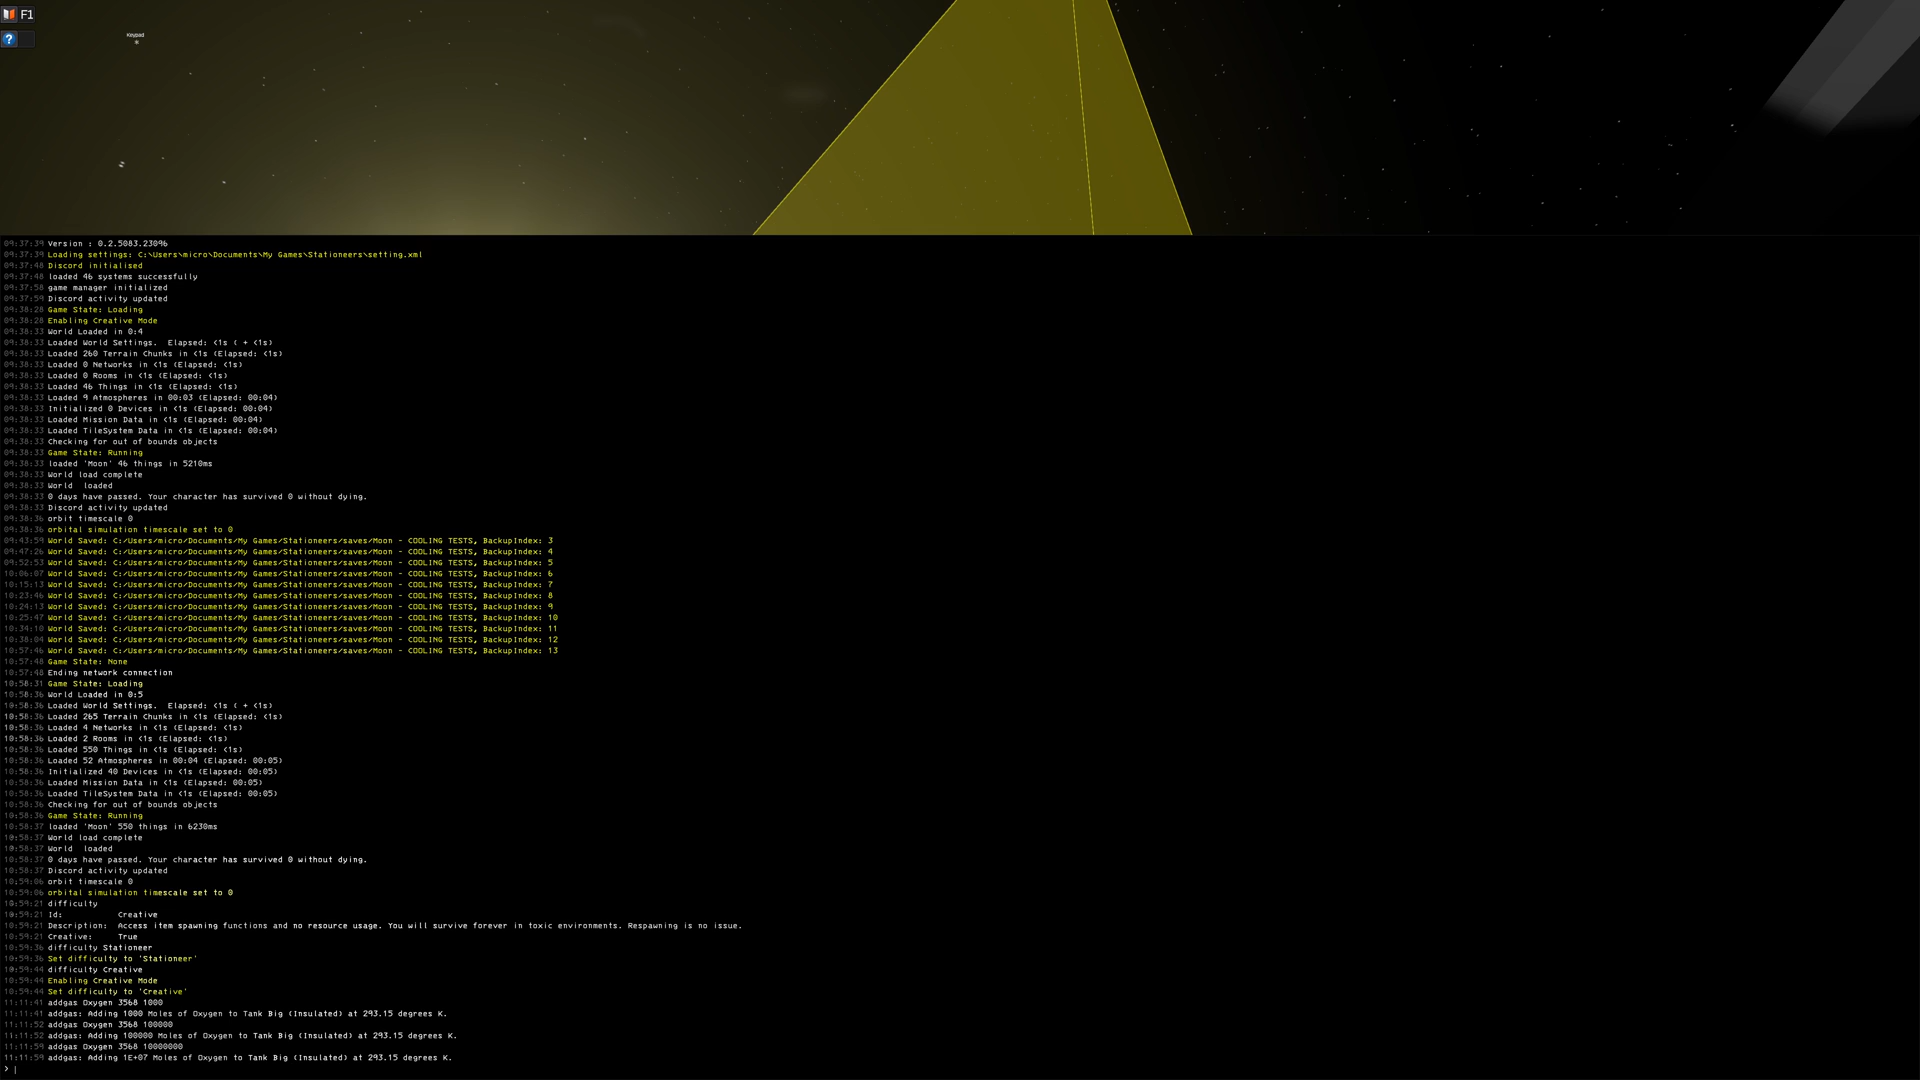 F1
?
Keypad
*
09:37:39 Version : 0.2.5083.23096
09:37:39 Loading settings: C:\Users\micro\Documents\My Games\Stationeers\setting.xml
09:37:48 Discord initialised
09:37:48 loaded 46 systems successfully
09:37:58 game manager initialized
09:37:59 Discord activity updated
09:38:28 Game State: Loading
09:38:28 Enabling Creative Mode
09:38:33 World Loaded in 0:4
09:38:33 Loaded World Settings.  Elapsed: <1s ( + <1s)
09:38:33 Loaded 260 Terrain Chunks in <1s (Elapsed: <1s)
09:38:33 Loaded 0 Networks in <1s (Elapsed: <1s)
09:38:33 Loaded 0 Rooms in <1s (Elapsed: <1s)
09:38:33 Loaded 46 Things in <1s (Elapsed: <1s)
09:38:33 Loaded 9 Atmospheres in 00:03 (Elapsed: 00:04)
09:38:33 Initialized 0 Devices in <1s (Elapsed: 00:04)
09:38:33 Loaded Mission Data in <1s (Elapsed: 00:04)
09:38:33 Loaded TileSystem Data in <1s (Elapsed: 00:04)
09:38:33 Checking for out of bounds objects
09:38:33 Game State: Running
09:38:33 loaded 'Moon' 46 things in 5210ms
09:38:33 World load complete
09:38:33 World  loaded
09:38:33 0 days have passed. Your character has survived 0 without dying.
09:38:33 Discord activity updated
09:38:36 orbit timescale 0
09:38:36 orbital simulation timescale set to 0
09:43:59 World Saved: C:/Users/micro/Documents/My Games/Stationeers/saves/Moon - COOLING TESTS, BackupIndex: 3
09:47:26 World Saved: C:/Users/micro/Documents/My Games/Stationeers/saves/Moon - COOLING TESTS, BackupIndex: 4
09:52:53 World Saved: C:/Users/micro/Documents/My Games/Stationeers/saves/Moon - COOLING TESTS, BackupIndex: 5
10:06:07 World Saved: C:/Users/micro/Documents/My Games/Stationeers/saves/Moon - COOLING TESTS, BackupIndex: 6
10:15:13 World Saved: C:/Users/micro/Documents/My Games/Stationeers/saves/Moon - COOLING TESTS, BackupIndex: 7
10:23:46 World Saved: C:/Users/micro/Documents/My Games/Stationeers/saves/Moon - COOLING TESTS, BackupIndex: 8
10:24:13 World Saved: C:/Users/micro/Documents/My Games/Stationeers/saves/Moon - COOLING TESTS, BackupIndex: 9
10:25:47 World Saved: C:/Users/micro/Documents/My Games/Stationeers/saves/Moon - COOLING TESTS, BackupIndex: 10
10:34:10 World Saved: C:/Users/micro/Documents/My Games/Stationeers/saves/Moon - COOLING TESTS, BackupIndex: 11
10:38:04 World Saved: C:/Users/micro/Documents/My Games/Stationeers/saves/Moon - COOLING TESTS, BackupIndex: 12
10:57:46 World Saved: C:/Users/micro/Documents/My Games/Stationeers/saves/Moon - COOLING TESTS, BackupIndex: 13
10:57:48 Game State: None
10:57:48 Ending network connection
10:58:31 Game State: Loading
10:58:36 World Loaded in 0:5
10:58:36 Loaded World Settings.  Elapsed: <1s ( + <1s)
10:58:36 Loaded 265 Terrain Chunks in <1s (Elapsed: <1s)
10:58:36 Loaded 4 Networks in <1s (Elapsed: <1s)
10:58:36 Loaded 2 Rooms in <1s (Elapsed: <1s)
10:58:36 Loaded 550 Things in <1s (Elapsed: <1s)
10:58:36 Loaded 52 Atmospheres in 00:04 (Elapsed: 00:05)
10:58:36 Initialized 40 Devices in <1s (Elapsed: 00:05)
10:58:36 Loaded Mission Data in <1s (Elapsed: 00:05)
10:58:36 Loaded TileSystem Data in <1s (Elapsed: 00:05)
10:58:36 Checking for out of bounds objects
10:58:36 Game State: Running
10:58:37 loaded 'Moon' 550 things in 6230ms
10:58:37 World load complete
10:58:37 World  loaded
10:58:37 0 days have passed. Your character has survived 0 without dying.
10:58:37 Discord activity updated
10:59:06 orbit timescale 0
10:59:06 orbital simulation timescale set to 0
10:59:21 difficulty
10:59:21 Id:           Creative
10:59:21 Description:  Access item spawning functions and no resource usage. You will survive forever in toxic environments. Respawning is no issue.
10:59:21 Creative:     True
10:59:36 difficulty Stationeer
10:59:36 Set difficulty to 'Stationeer'
10:59:44 difficulty Creative
10:59:44 Enabling Creative Mode
10:59:44 Set difficulty to 'Creative'
11:11:41 addgas Oxygen 3568 1000
11:11:41 addgas: Adding 1000 Moles of Oxygen to Tank Big (Insulated) at 293.15 degrees K.
11:11:52 addgas Oxygen 3568 100000
11:11:52 addgas: Adding 100000 Moles of Oxygen to Tank Big (Insulated) at 293.15 degrees K.
11:11:59 addgas Oxygen 3568 10000000
11:11:59 addgas: Adding 1E+07 Moles of Oxygen to Tank Big (Insulated) at 293.15 degrees K.
> |